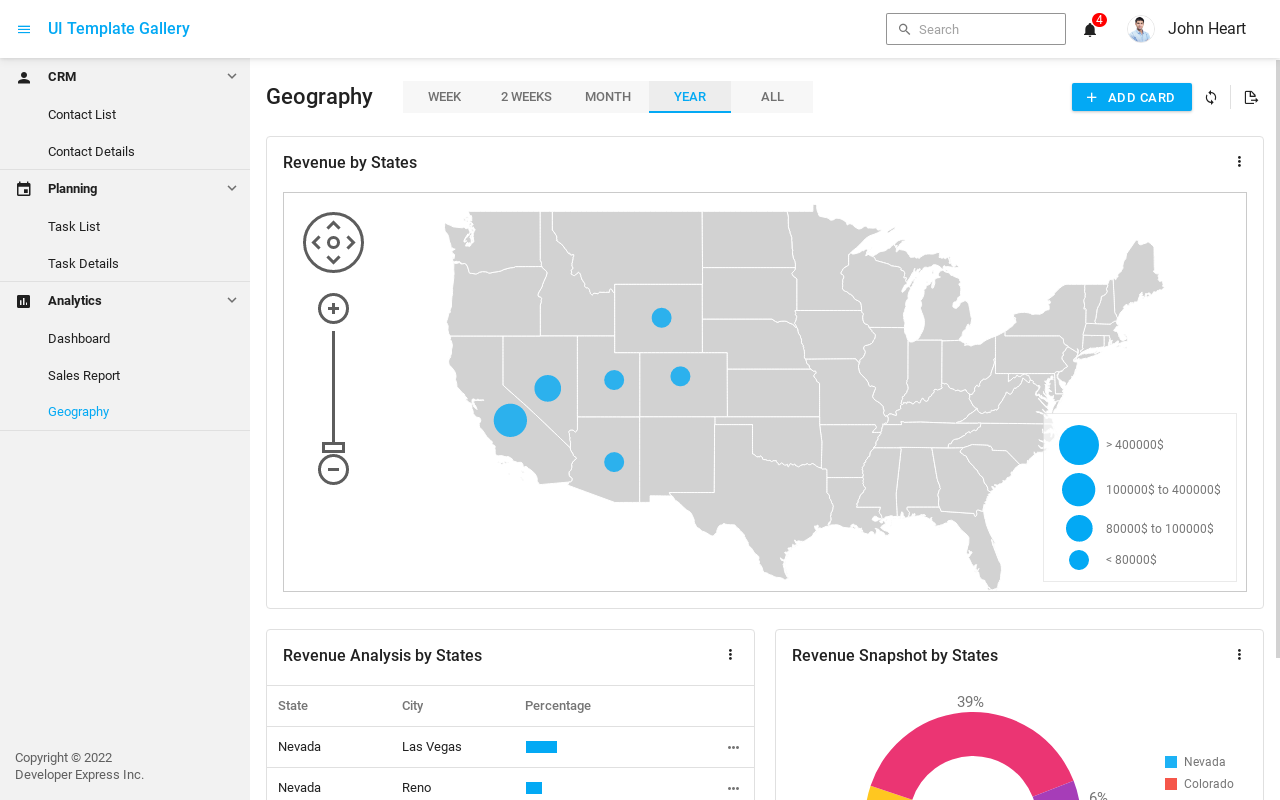 UI Template Gallery
Search
4
John Heart
CRM
Contact List
Contact Details
Planning
Task List
Task Details
Analytics
Dashboard
Sales Report
Geography
Copyright © 2022
Developer Express Inc.
Geography
WEEK
2 WEEKS
MONTH
YEAR
ALL
ADD CARD
Revenue by States
> 400000$
100000$ to 400000$
80000$ to 100000$
< 80000$
Revenue Analysis by States
State City Percentage
Nevada Las Vegas
Nevada Reno
Revenue Snapshot by States
39%
6%
Nevada
Colorado